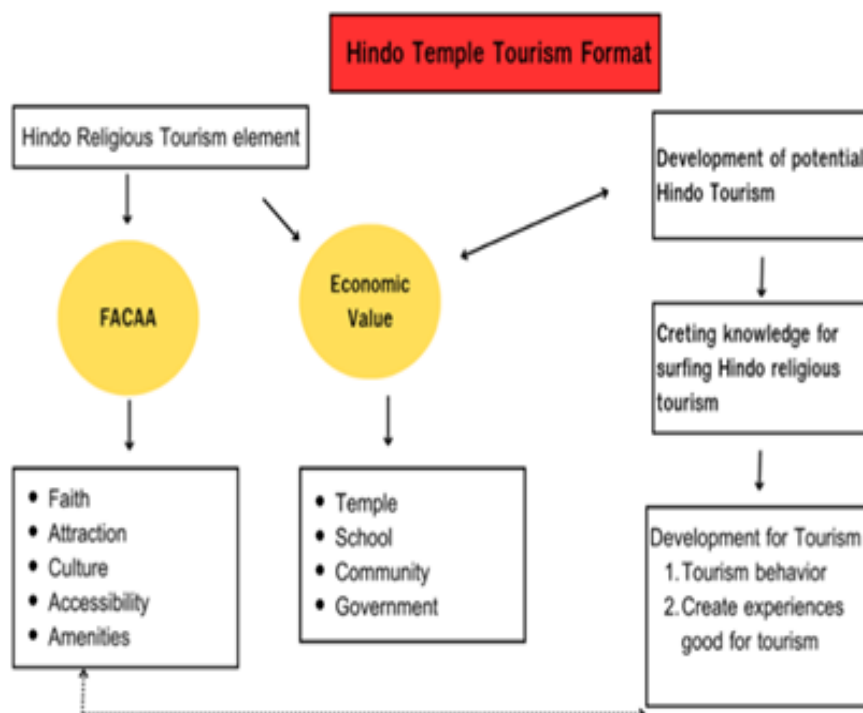 Hindo Temple Tourism Format
Hindo Religious Tourism element
FACAA
• Faith
• Attraction
• Culture
• Accessibility
• Amenities
Economic
Value
• Temple
• School
• Community
• Government
Development of potential
Hindo Tourism
Creting knowledge for
surfing Hindo religious
tourism
Development for Tourism
1. Tourism behavior
2. Create experiences
good for tourism